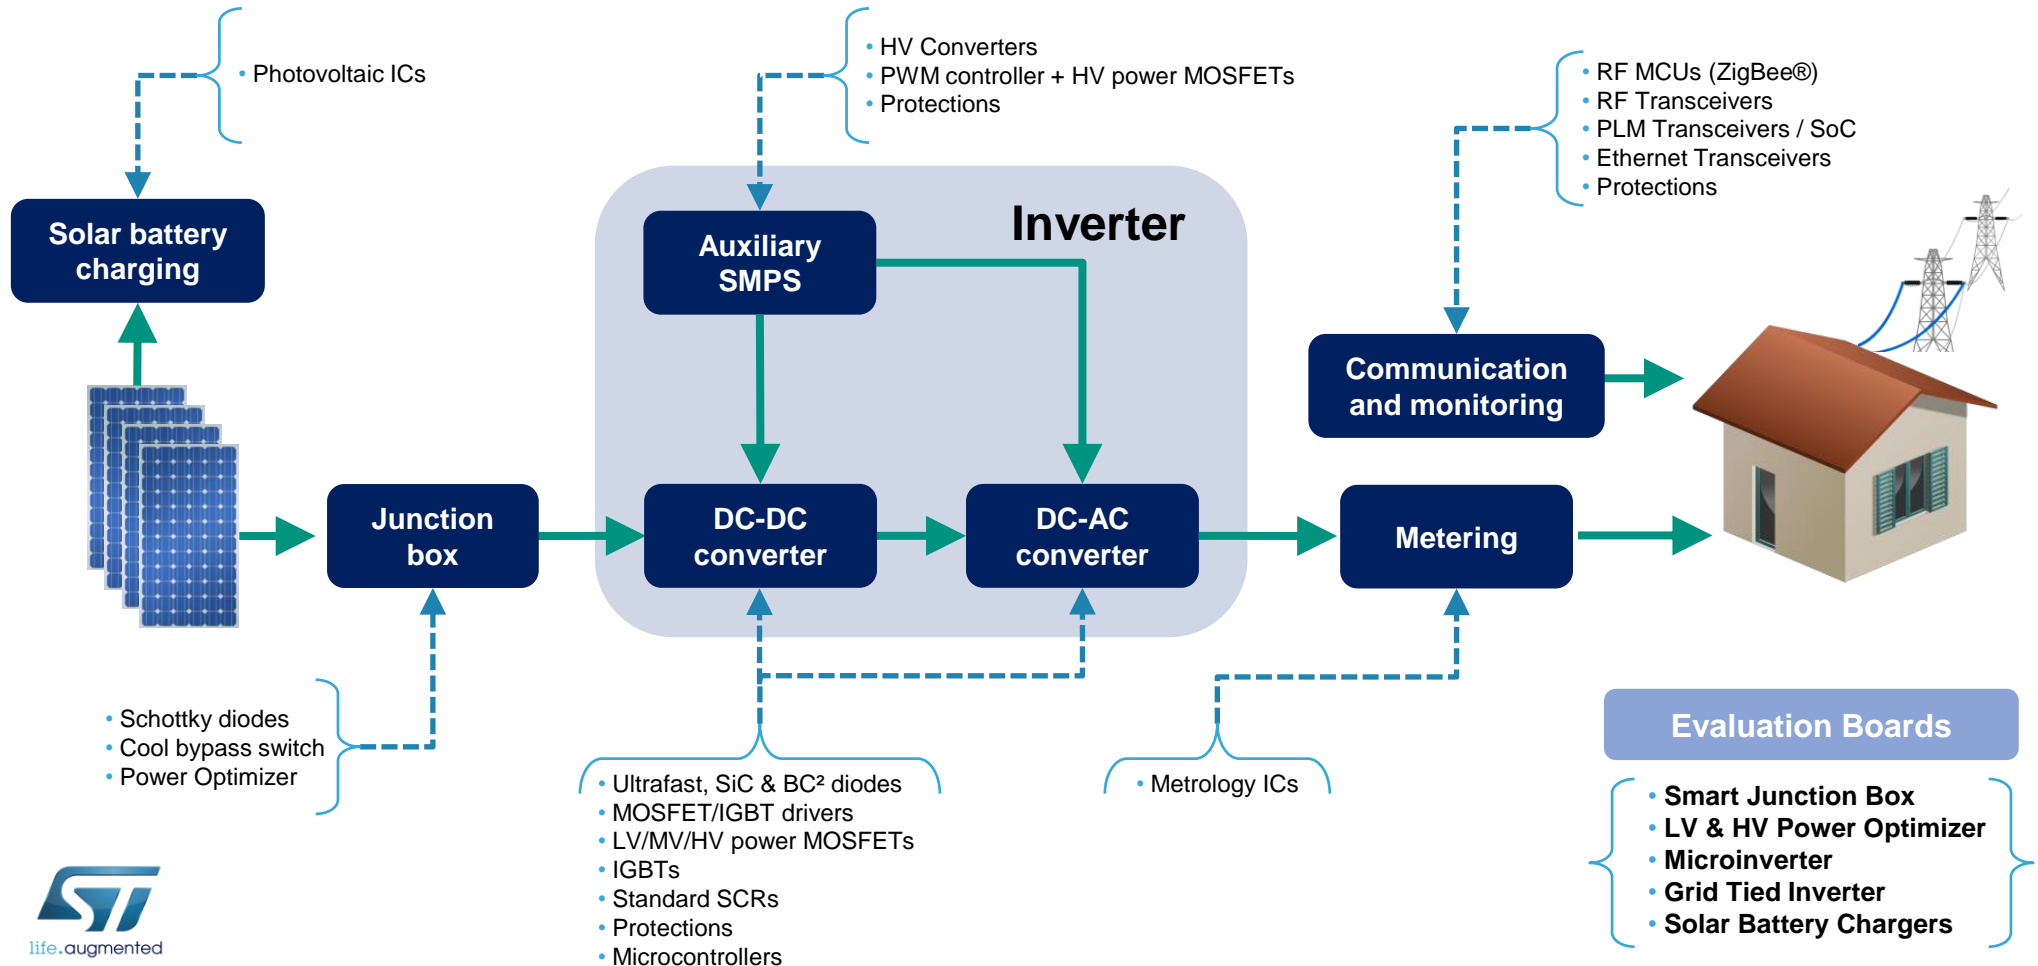 • Photovoltaic ICs
• HV Converters
• PWM controller + HV power MOSFETs
• Protections
• RF MCUs (ZigBee®)
• RF Transceivers
• PLM Transceivers / SoC
• Ethernet Transceivers
• Protections
Solar battery
charging
Inverter
Auxiliary
SMPS
Communication
and monitoring
Junction
box
DC-DC
converter
DC-AC
converter
Metering
• Schottky diodes
• Cool bypass switch
• Power Optimizer
• Ultrafast, SiC & BC² diodes
• MOSFET/IGBT drivers
• LV/MV/HV power MOSFETs
• IGBTs
• Standard SCRs
• Protections
• Microcontrollers
• Metrology ICs
Evaluation Boards
• Smart Junction Box
• LV & HV Power Optimizer
• Microinverter
• Grid Tied Inverter
• Solar Battery Chargers
ST
life.augmented